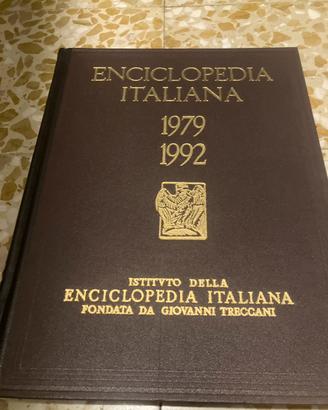 ENCICLOPEDIA
ITALIANA
1979
1992
ISTITVTO DELLA
ENCICLOPEDIA ITALIANA
FONDATA DA GIOVANNI TRECCANI